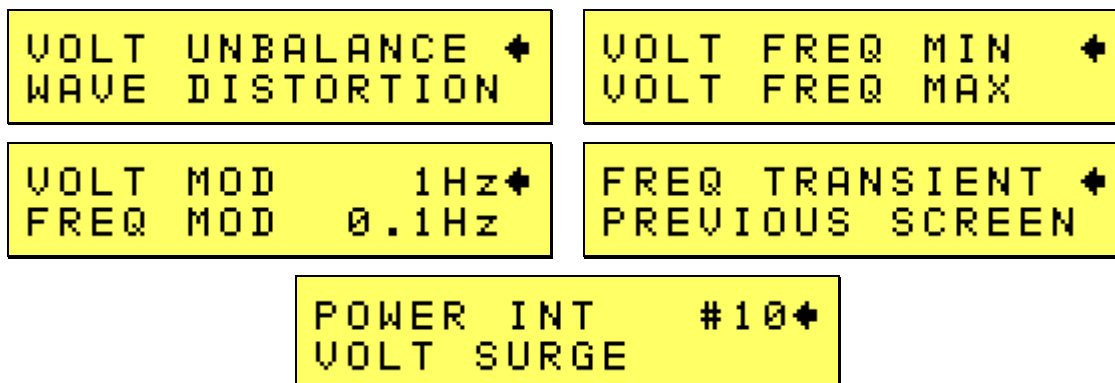 VOLT UNBALANCE
WAVE DISTORTION
VOLT FREQ MIN
VOLT FREQ MAX
VOLT MOD 1Hz
FREQ MOD 0.1Hz
FREQ TRANSIENT
PREVIOUS SCREEN
POWER INT #10
VOLT SURGE